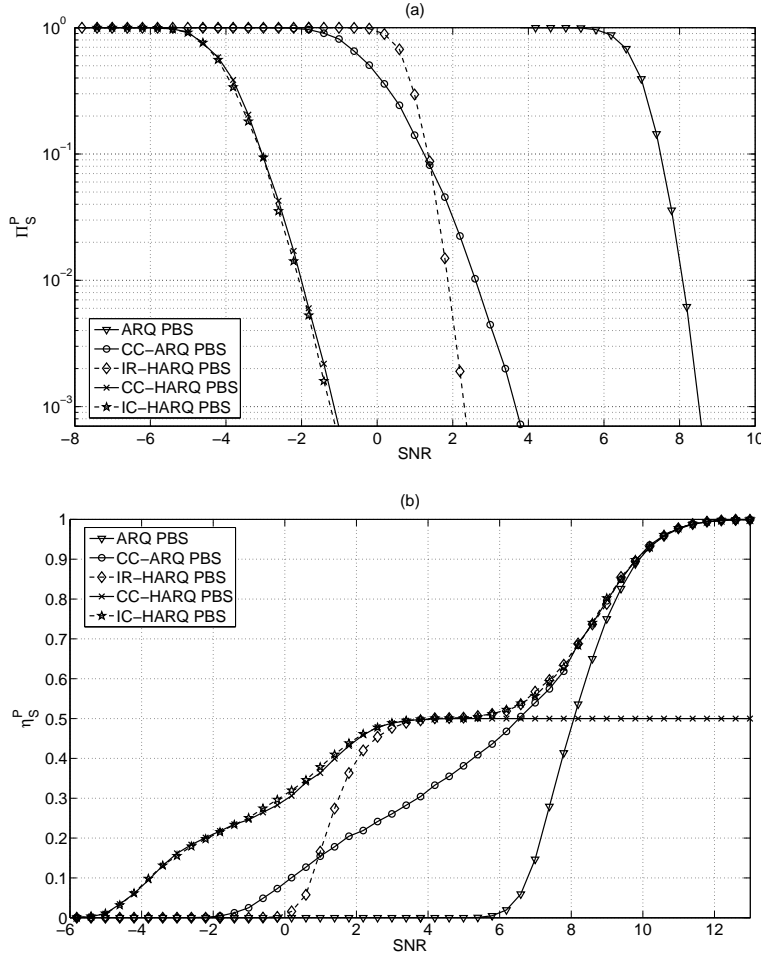 (a)
10^0
10^−1
10^−2
10^−3
Π_S^P
ARQ PBS
CC−ARQ PBS
IR−HARQ PBS
CC−HARQ PBS
IC−HARQ PBS
−8 −6 −4 −2 0 2 4 6 8 10
SNR
(b)
1
0.9
0.8
0.7
0.6
0.5
0.4
0.3
0.2
0.1
0
η_S^P
ARQ PBS
CC−ARQ PBS
IR−HARQ PBS
CC−HARQ PBS
IC−HARQ PBS
−6 −4 −2 0 2 4 6 8 10 12
SNR